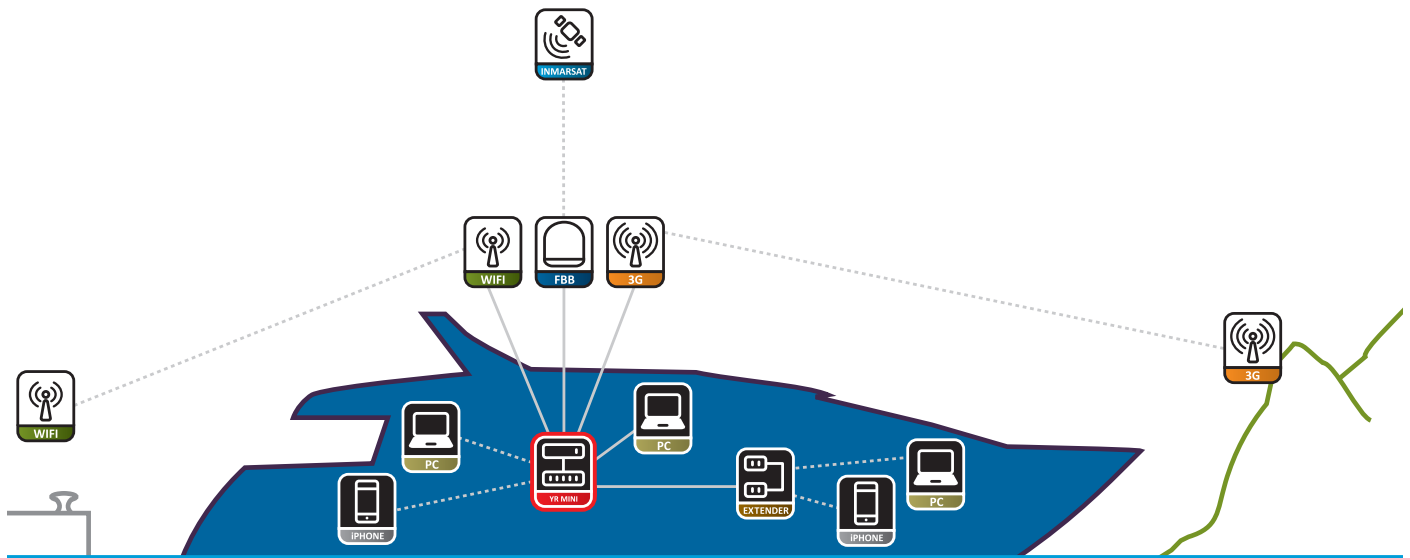 INMARSAT
WIFI
FBB
3G
3G
WIFI
PC
PC
YR MINI
PC
iPHONE
EXTENDER
iPHONE